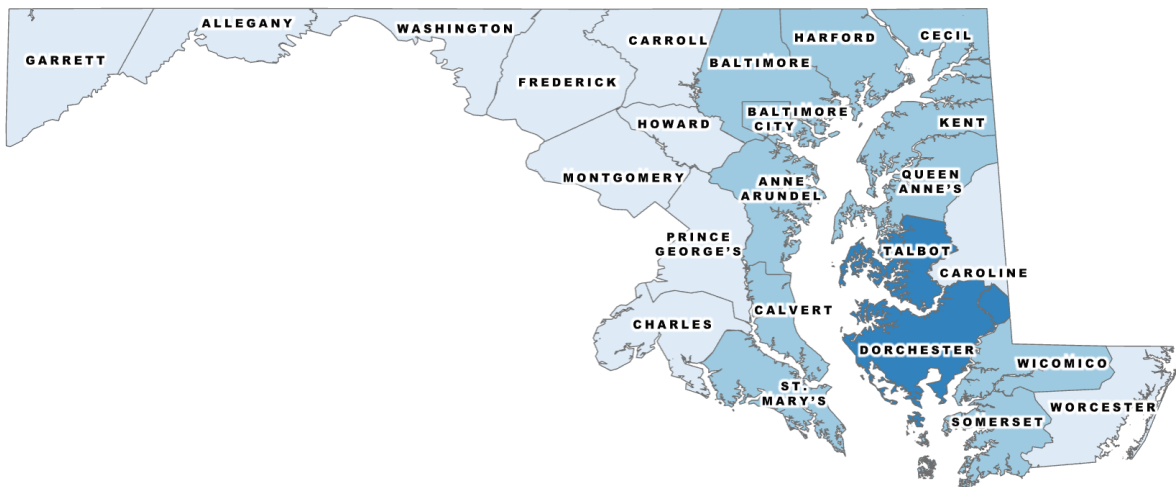 GARRETT
ALLEGANY
WASHINGTON
FREDERICK
CARROLL
BALTIMORE
HARFORD
CECIL
BALTIMORE
CITY
HOWARD
KENT
MONTGOMERY
ANNE
ARUNDEL
QUEEN
ANNE'S
PRINCE
GEORGE'S
TALBOT
CAROLINE
CHARLES
CALVERT
DORCHESTER
WICOMICO
ST.
MARY'S
SOMERSET
WORCESTER